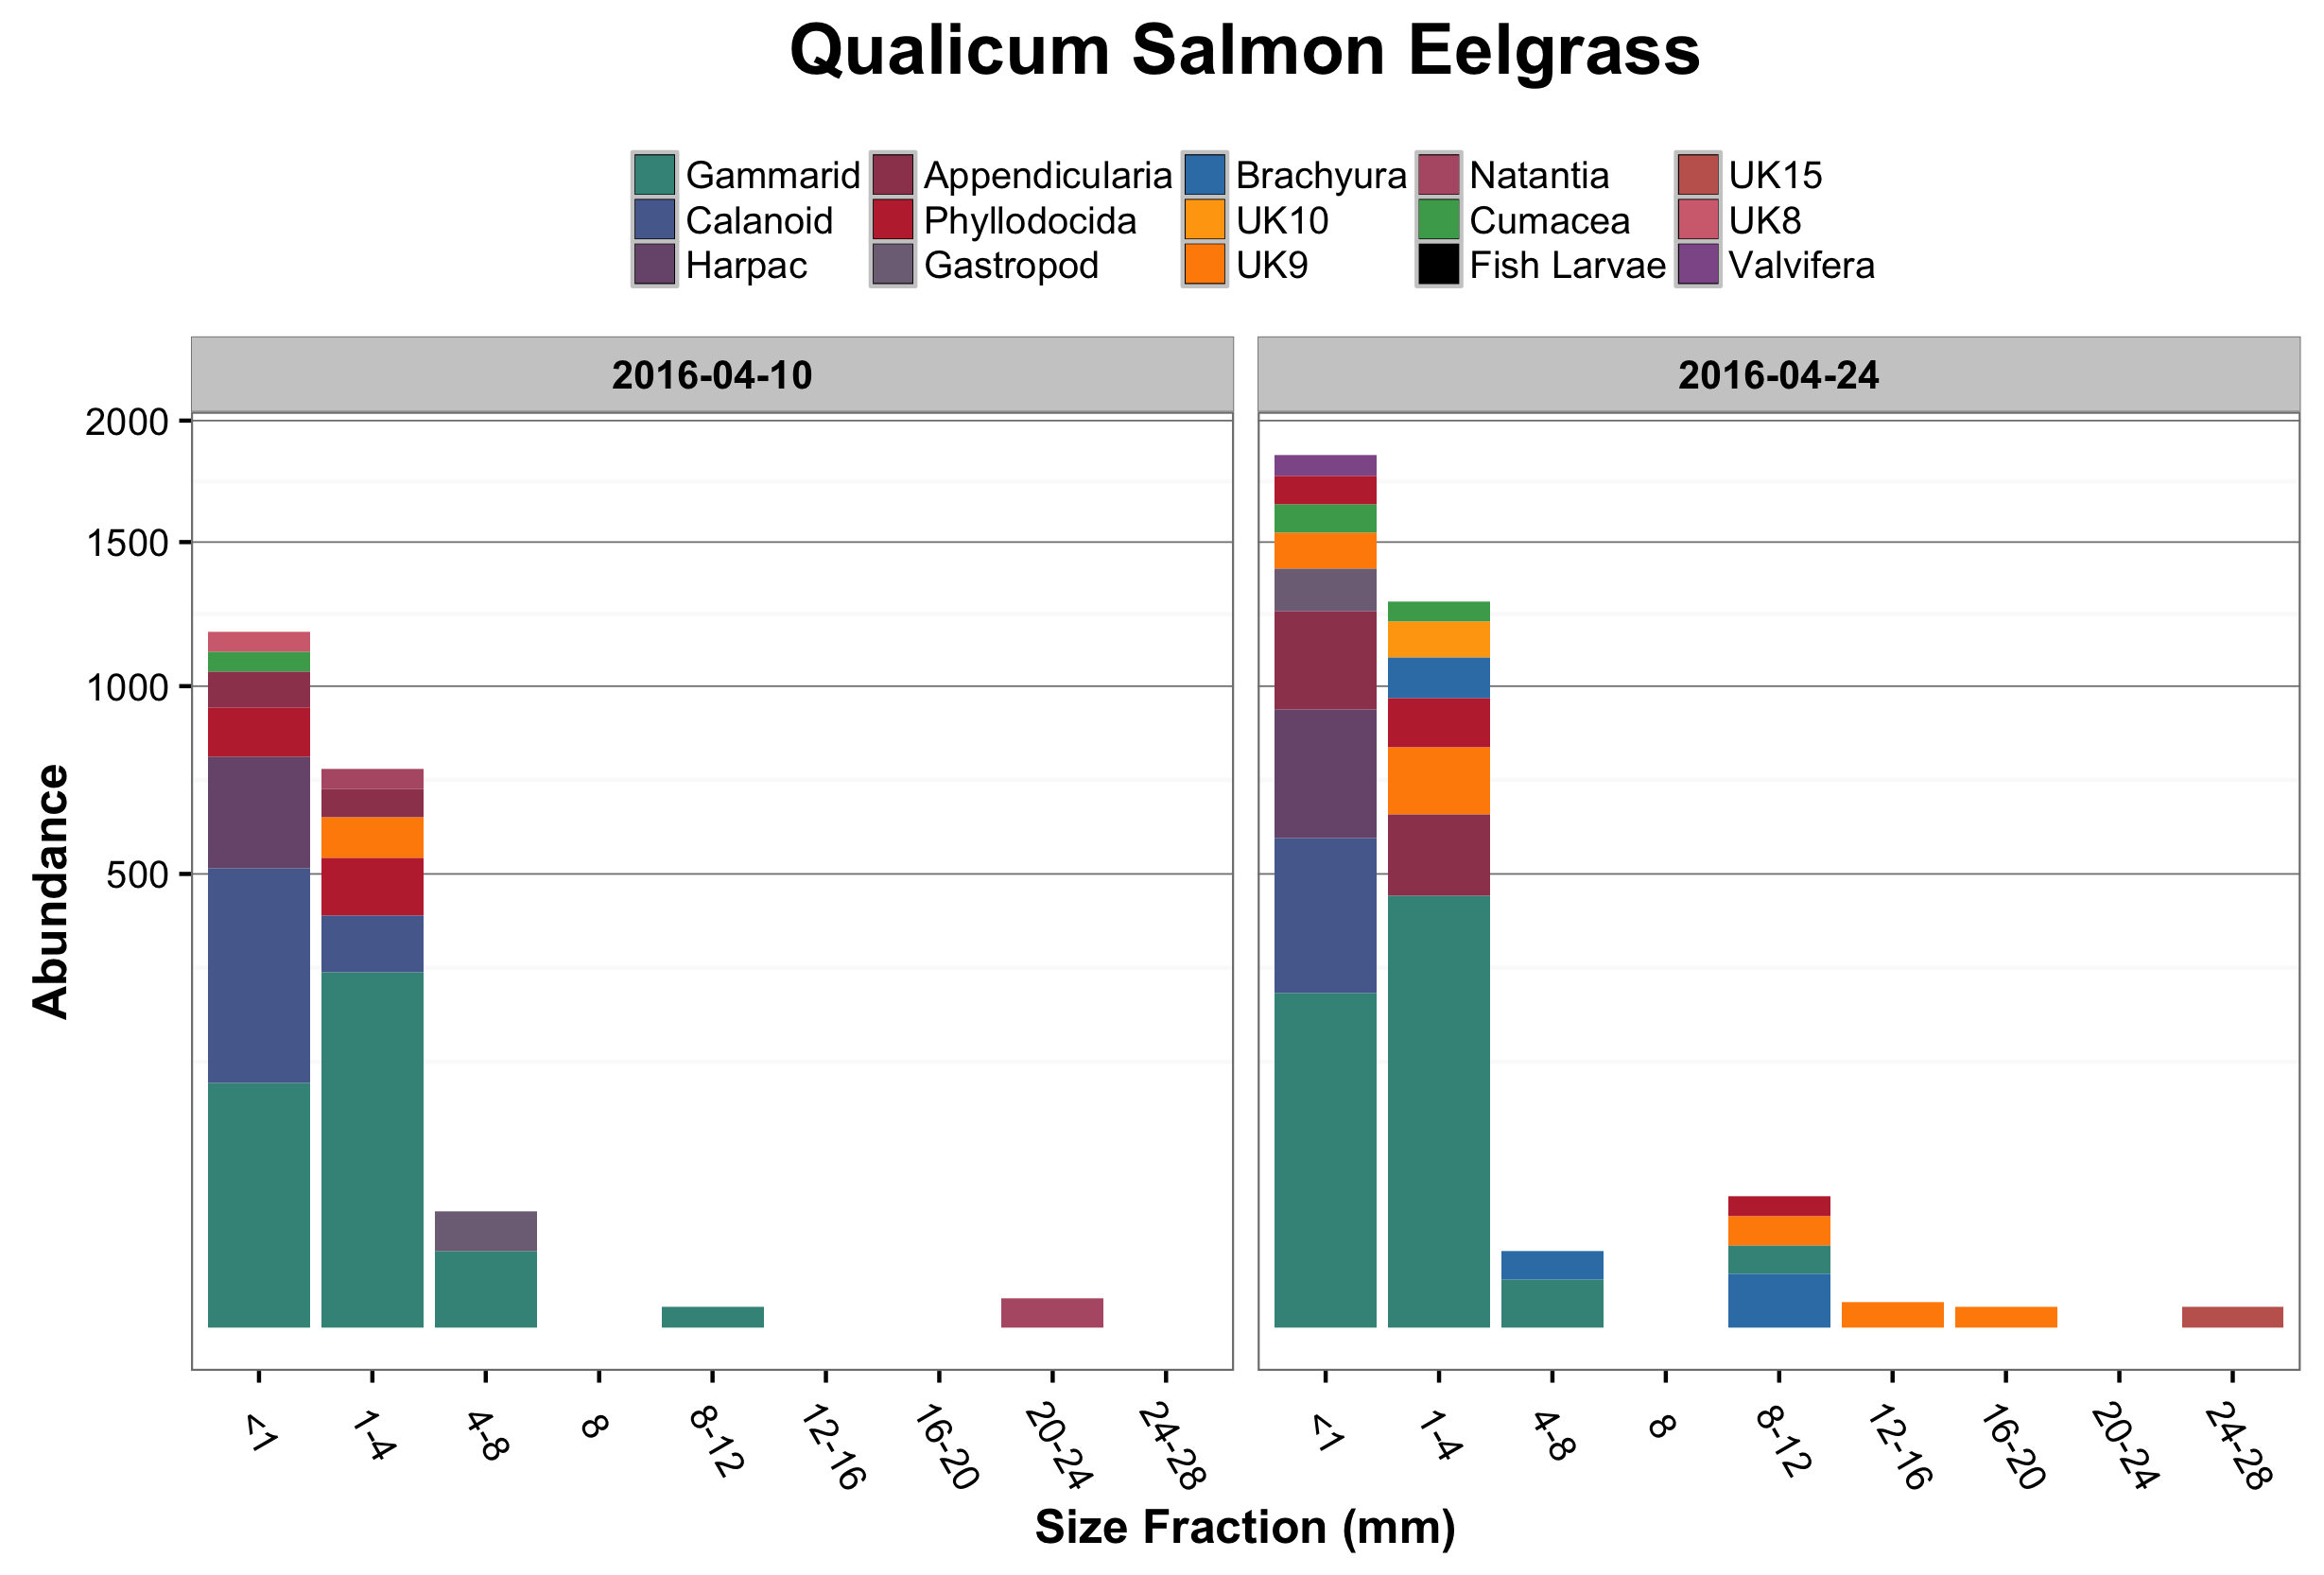 Qualicum Salmon Eelgrass
Gammarid Appendicularia Brachyura Natantia UK15
Calanoid Phyllodocida UK10 Cumacea UK8
Harpac Gastropod UK9 Fish Larvae Valvifera
2016-04-10 2016-04-24
2000
1500
1000
500
Abundance
<1 1-4 4-8 8 8-12 12-16 16-20 20-24 24-28 <1 1-4 4-8 8 8-12 12-16 16-20 20-24 24-28
Size Fraction (mm)